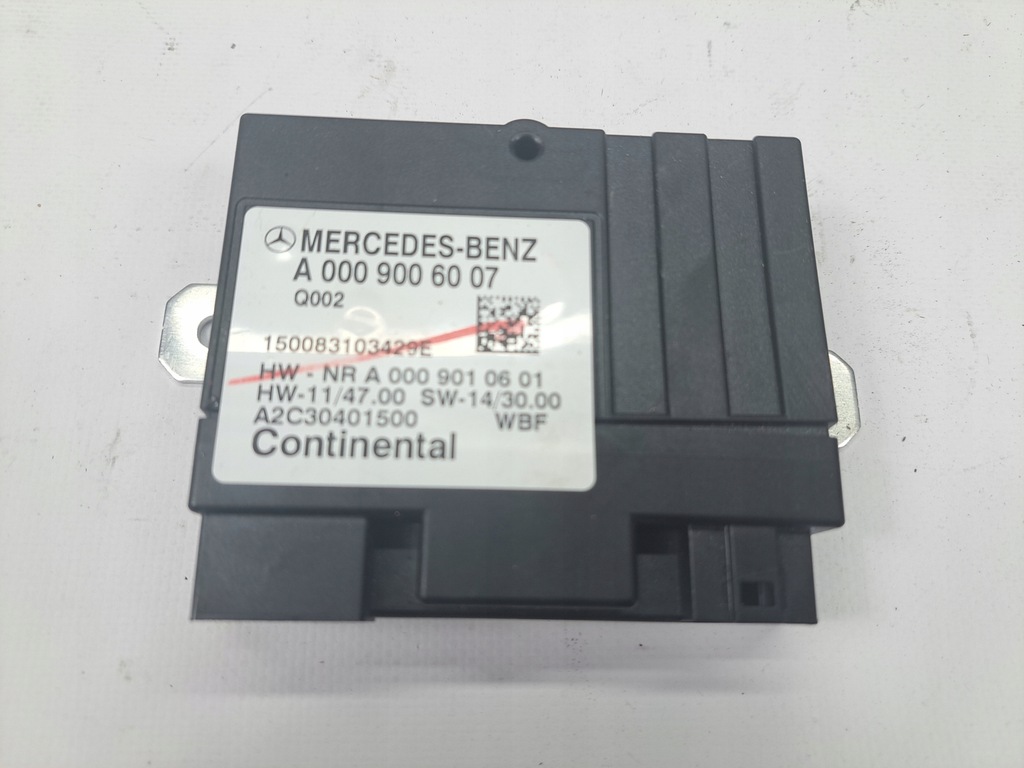 MERCEDES-BENZ
A 000 900 60 07
Q002
150083103429E
HW - NR A 000 901 06 01
HW-11/47.00 SW-14/30.00
A2C30401500 WBF
Continental